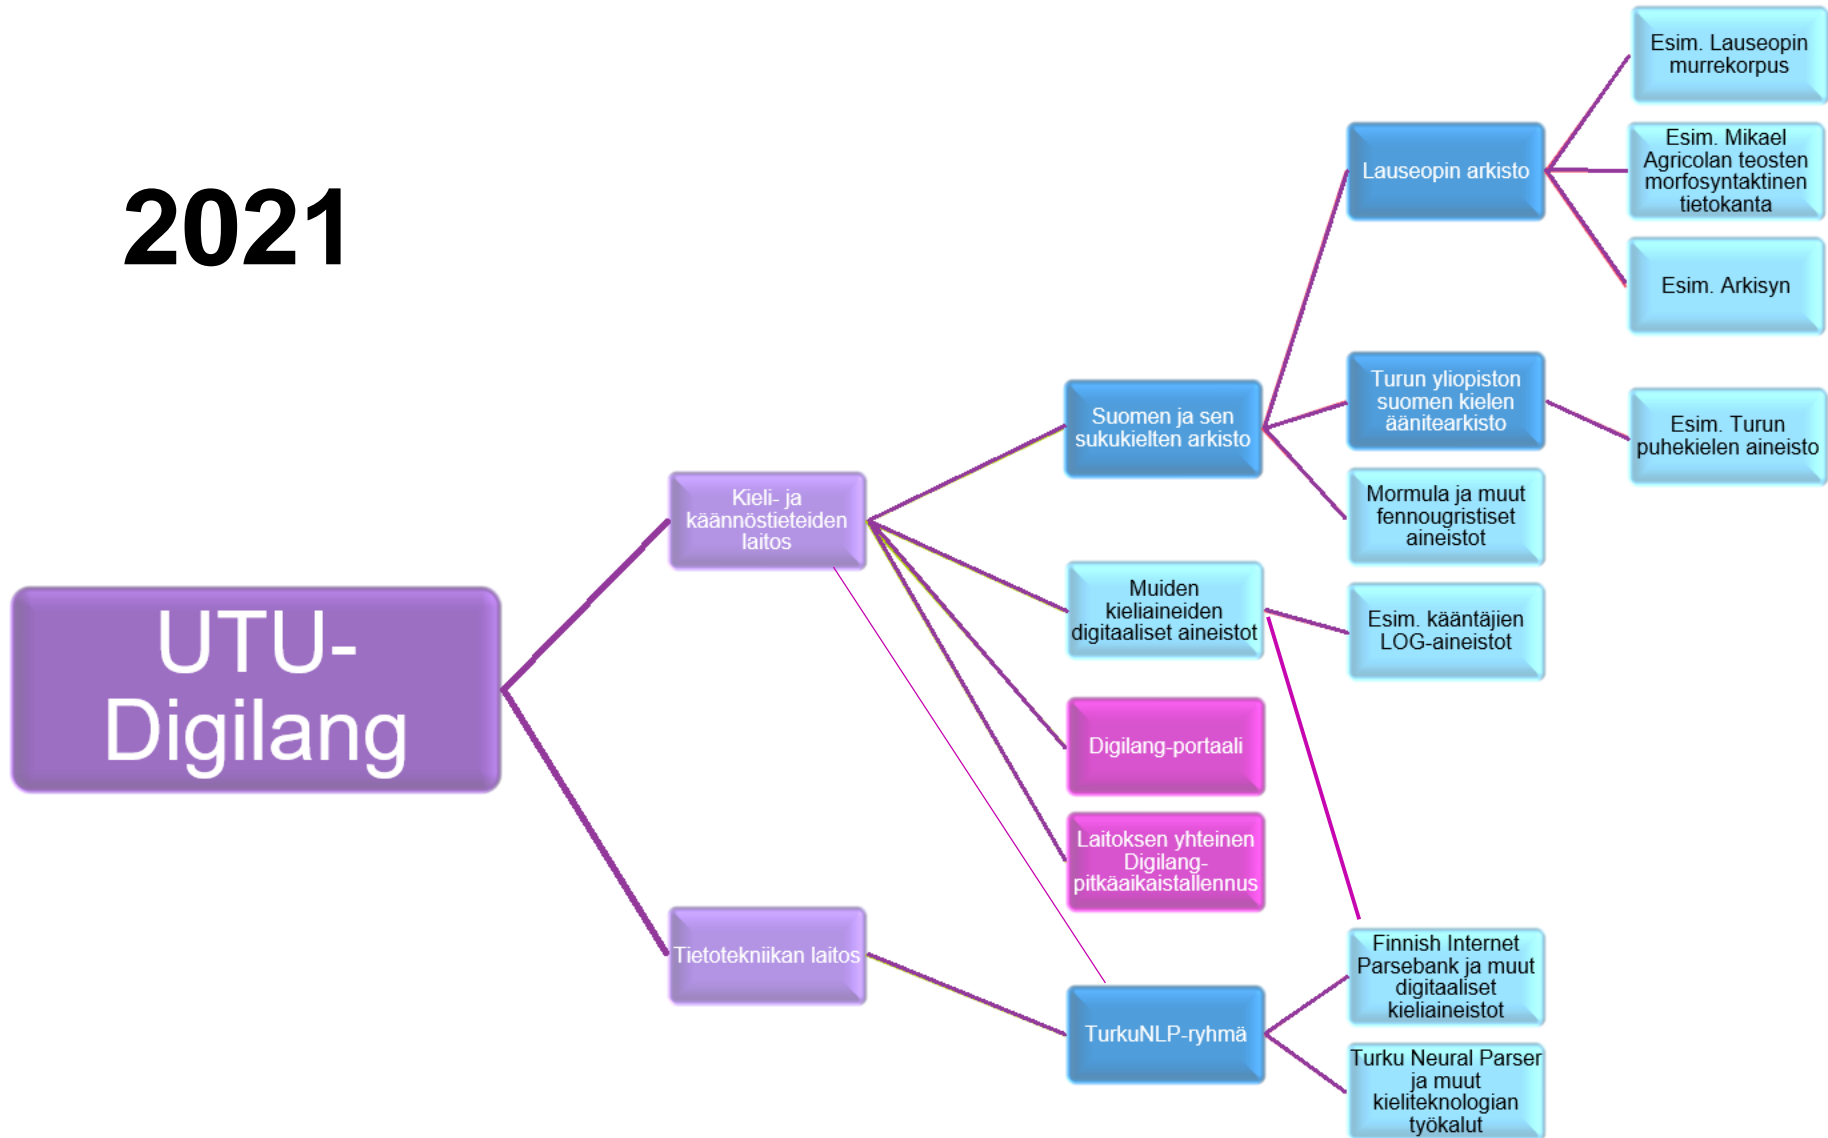 2021
UTU-
Digilang
Kieli- ja
käännöstieteiden
laitos
Tietotekniikan laitos
Suomen ja sen
sukukielten arkisto
Muiden
kieliaineiden
digitaaliset aineistot
Digilang-portaali
Laitoksen yhteinen
Digilang-
pitkäaikaistallennus
TurkuNLP-ryhmä
Lauseopin arkisto
Turun yliopiston
suomen kielen
äänitearkisto
Mormula ja muut
fennougristiset
aineistot
Esim. kääntäjien
LOG-aineistot
Finnish Internet
Parsebank ja muut
digitaaliset
kieliaineistot
Turku Neural Parser
ja muut
kieliteknologian
työkalut
Esim. Lauseopin
murrekorpus
Esim. Mikael
Agricolan teosten
morfosyntaktinen
tietokanta
Esim. Arkisyn
Esim. Turun
puhekielen aineisto